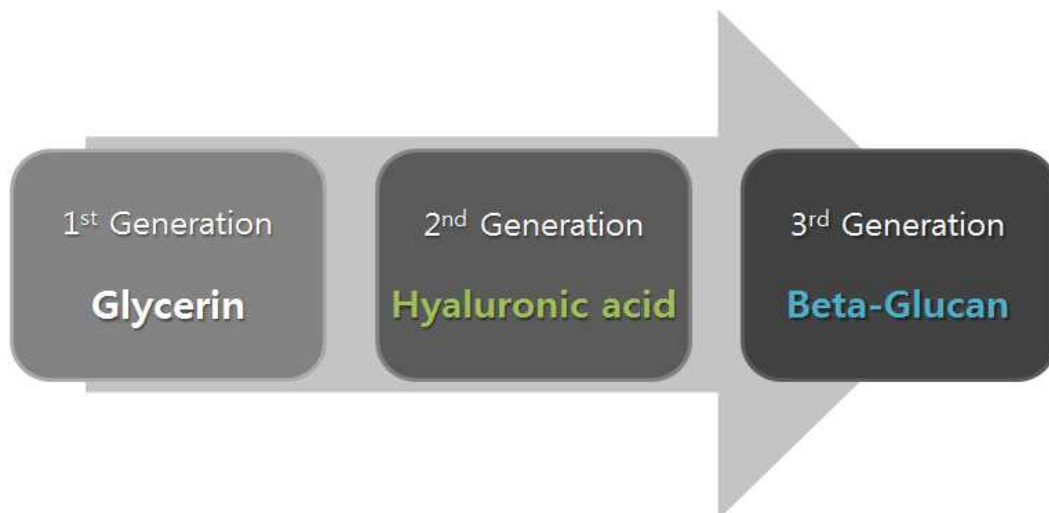 1st Generation
Glycerin
2nd Generation
Hyaluronic acid
3rd Generation
Beta-Glucan